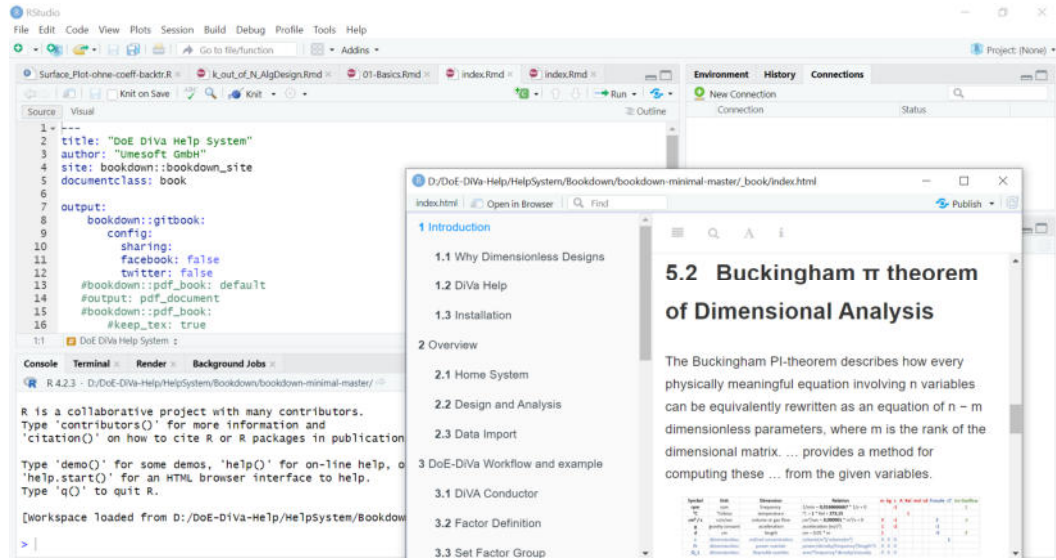 RStudio
File Edit Code View Plots Session Build Debug Profile Tools Help
Go to file/function Addins Project: (None)
Surface_Plot-ohne-coeff-backtr.R k_out_of_N_AlgDesign.Rmd 01-Basics.Rmd index.Rmd index.Rmd
Knit on Save Knit Run
Source Visual Outline
1 ---
2 title: "DoE DiVa Help System"
3 author: "Umesoft GmbH"
4 site: bookdown::bookdown_site
5 documentclass: book
6
7 output:
8 bookdown::gitbook:
9 config:
10 sharing:
11 facebook: false
12 twitter: false
13 #bookdown::pdf_book: default
14 #output: pdf_document
15 #bookdown::pdf_book:
16 #keep_tex: true
1:1 DoE DiVa Help System
Console Terminal Render Background Jobs
R 4.2.3 · D:/DoE-DiVa-Help/HelpSystem/Bookdown/bookdown-minimal-master/
R is a collaborative project with many contributors.
Type 'contributors()' for more information and
'citation()' on how to cite R or R packages in publication
Type 'demo()' for some demos, 'help()' for on-line help, o
'help.start()' for an HTML browser interface to help.
Type 'q()' to quit R.
[Workspace loaded from D:/DoE-DiVa-Help/HelpSystem/Bookdow
>
Environment History Connections
New Connection
Connection Status
D:/DoE-DiVa-Help/HelpSystem/Bookdown/bookdown-minimal-master/_book/index.html
index.html Open in Browser Find Publish
1 Introduction
1.1 Why Dimensionless Designs
1.2 DiVa Help
1.3 Installation
2 Overview
2.1 Home System
2.2 Design and Analysis
2.3 Data Import
3 DoE-DiVa Workflow and example
3.1 DiVA Conductor
3.2 Factor Definition
3.3 Set Factor Group
A i
5.2 Buckingham π theorem
of Dimensional Analysis
The Buckingham PI-theorem describes how every
physically meaningful equation involving n variables
can be equivalently rewritten as an equation of n − m
dimensionless parameters, where m is the rank of the
dimensional matrix. … provides a method for
computing these … from the given variables.
Symbol Unit Dimension Relation